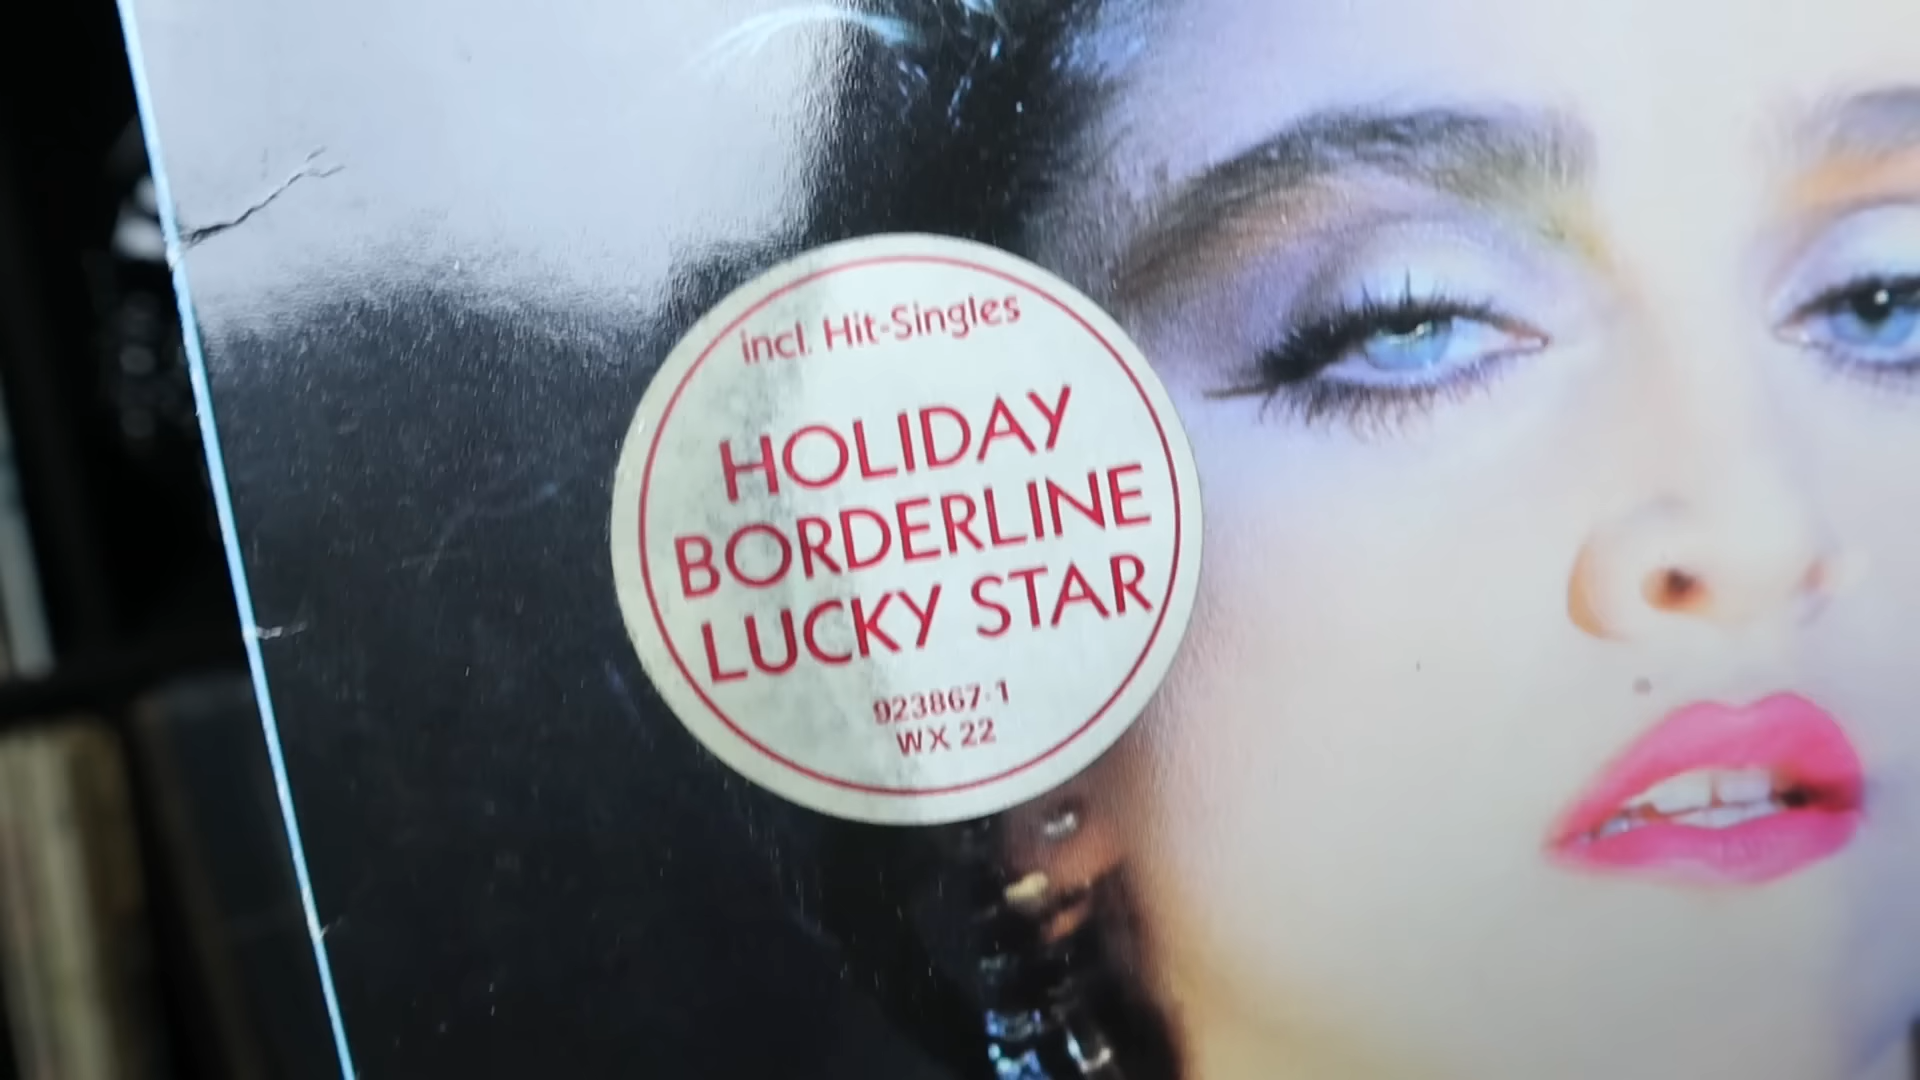 incl. Hit-Singles
HOLIDAY
BORDERLINE
LUCKY STAR
923867-1
WX 22